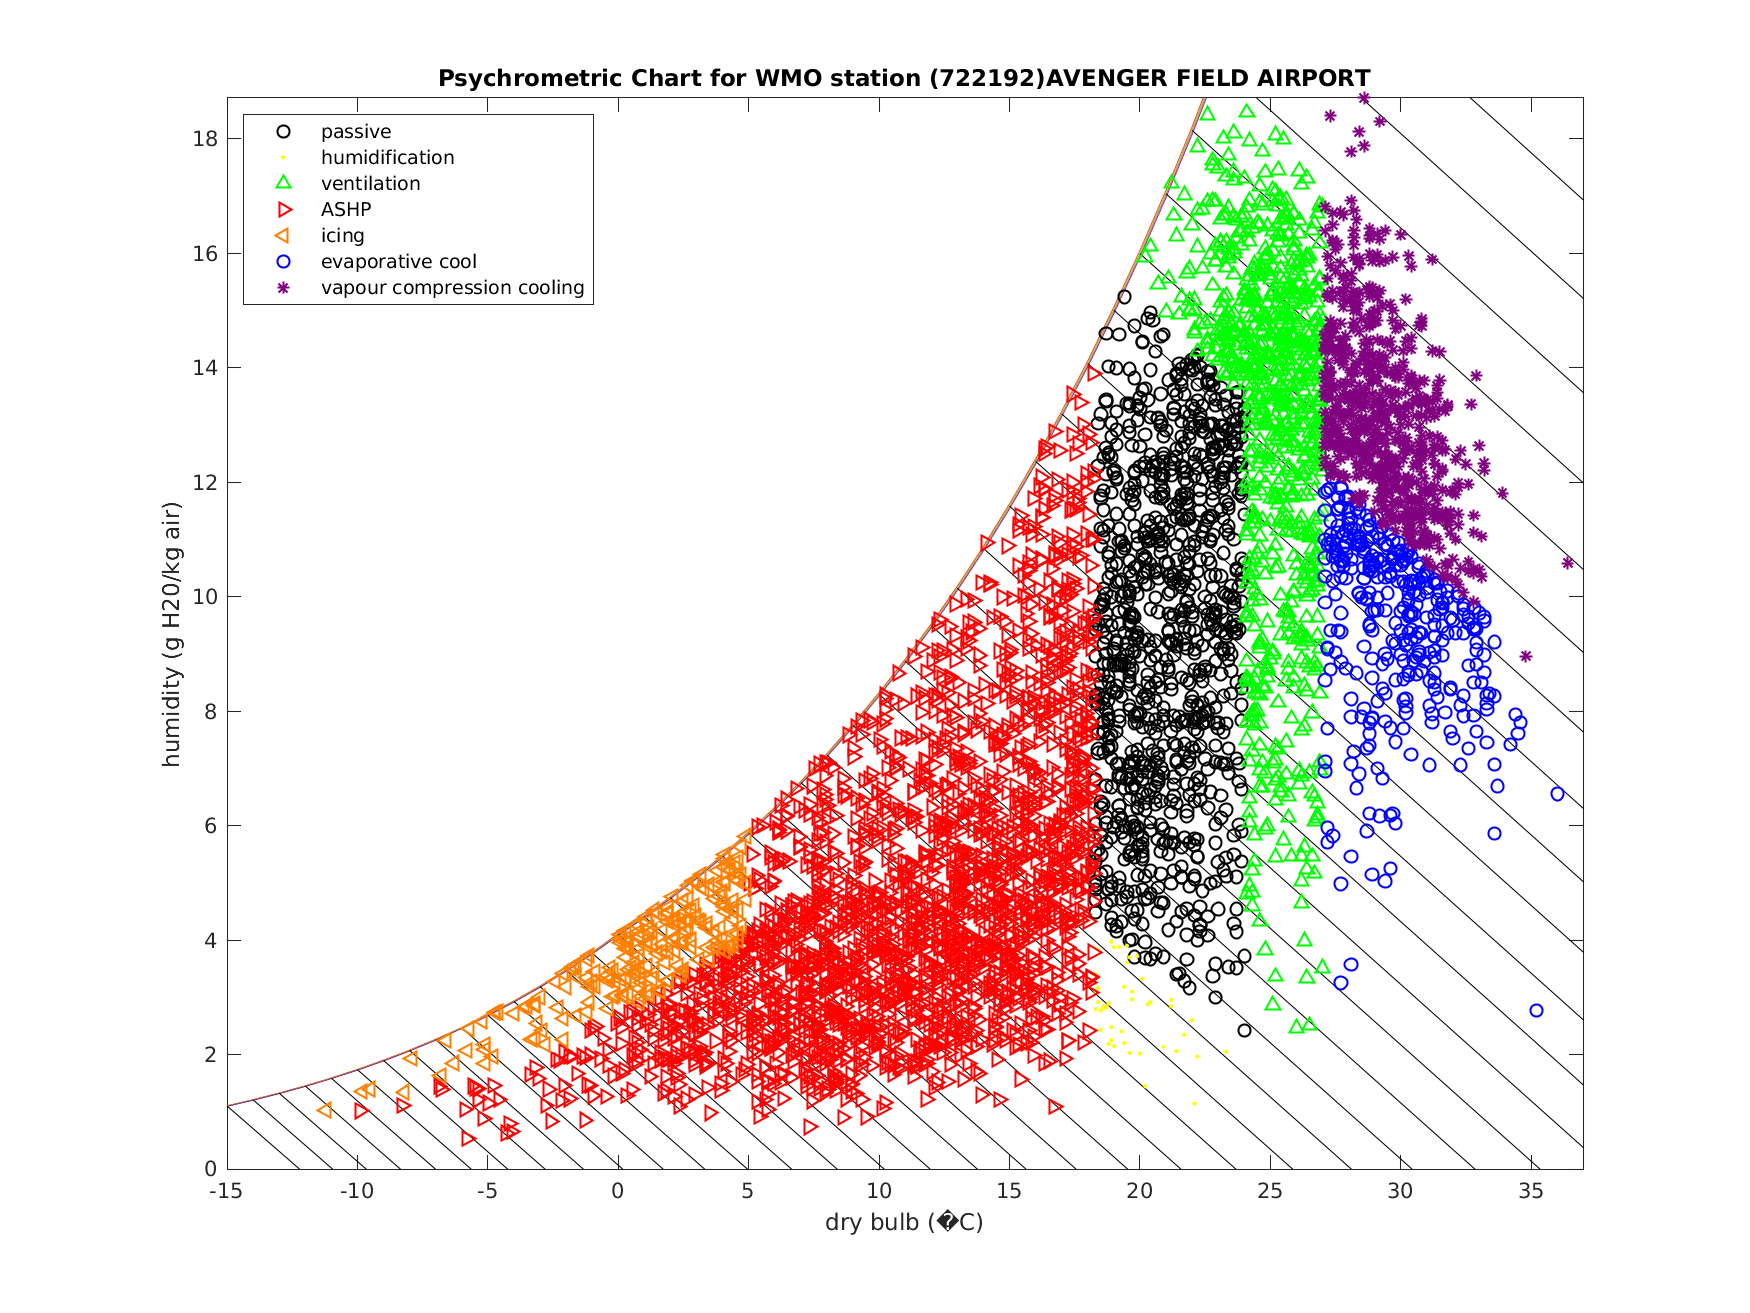 Psychrometric Chart for WMO station (722192)AVENGER FIELD AIRPORT
passive
humidification
ventilation
ASHP
icing
evaporative cool
vapour compression cooling
humidity (g H20/kg air)
18
16
14
12
10
8
6
4
2
0
-15 -10 -5 0 5 10 15 20 25 30 35
dry bulb (�C)